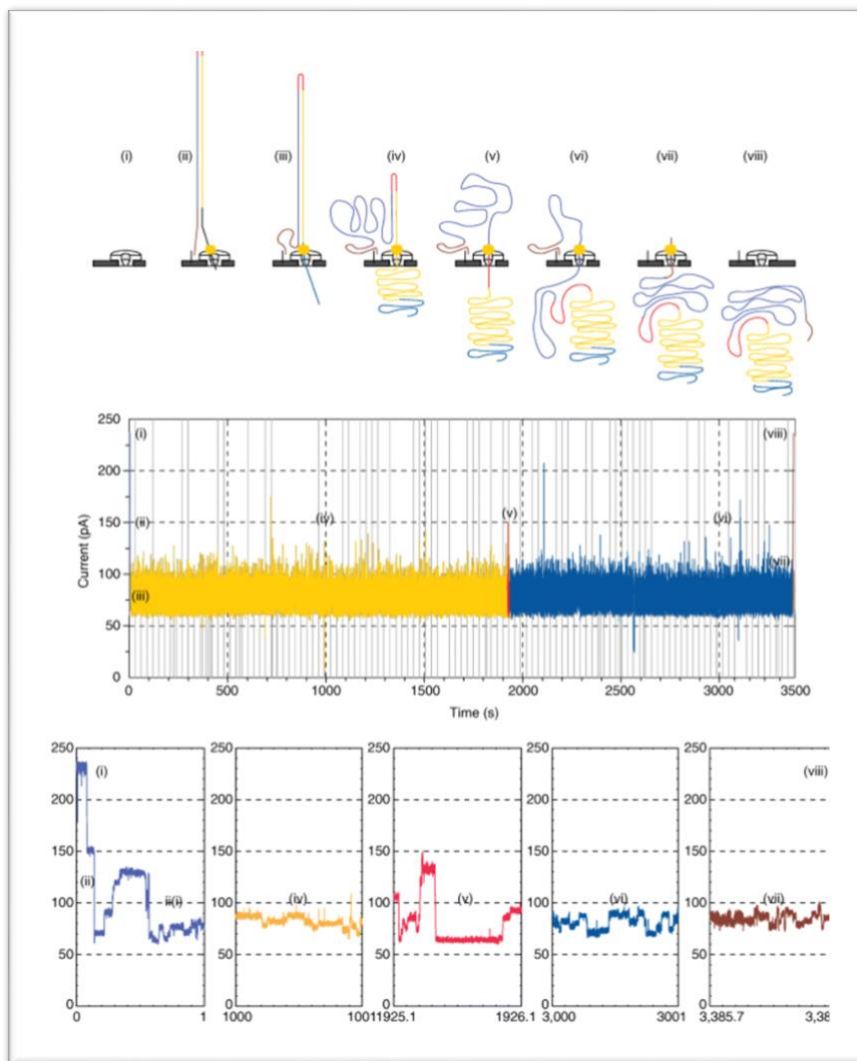 (i) (ii) (iii) (iv) (v) (vi) (vii) (viii)
250
200
150
100
50
0
Current (pA)
(i)
(ii)
(iii)
(iv)
(v)
(vi)
(vii)
(viii)
0 500 1000 1500 2000 2500 3000 3500
Time (s)
250 250 250 250 250
200 200 200 200 200
150 150 150 150 150
100 100 100 100 100
50 50 50 50 50
0 0 0 0 0
(i) (viii)
(ii) ii(i) (iv) (v) (vi) (vii)
0 1 1000 1001 1925.1 1926.1 3,000 3001 3,385.7 3,38